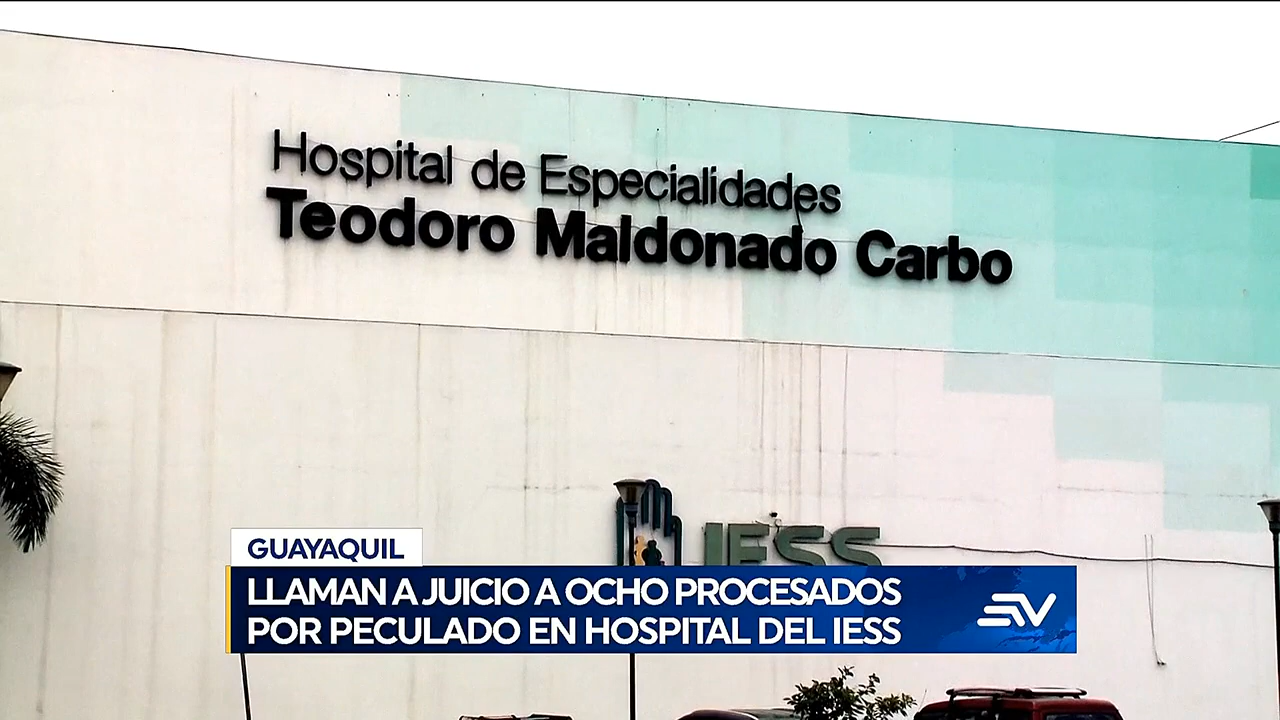 Hospital de Especialidades
Teodoro Maldonado Carbo
IESS
GUAYAQUIL
LLAMAN A JUICIO A OCHO PROCESADOS
POR PECULADO EN HOSPITAL DEL IESS